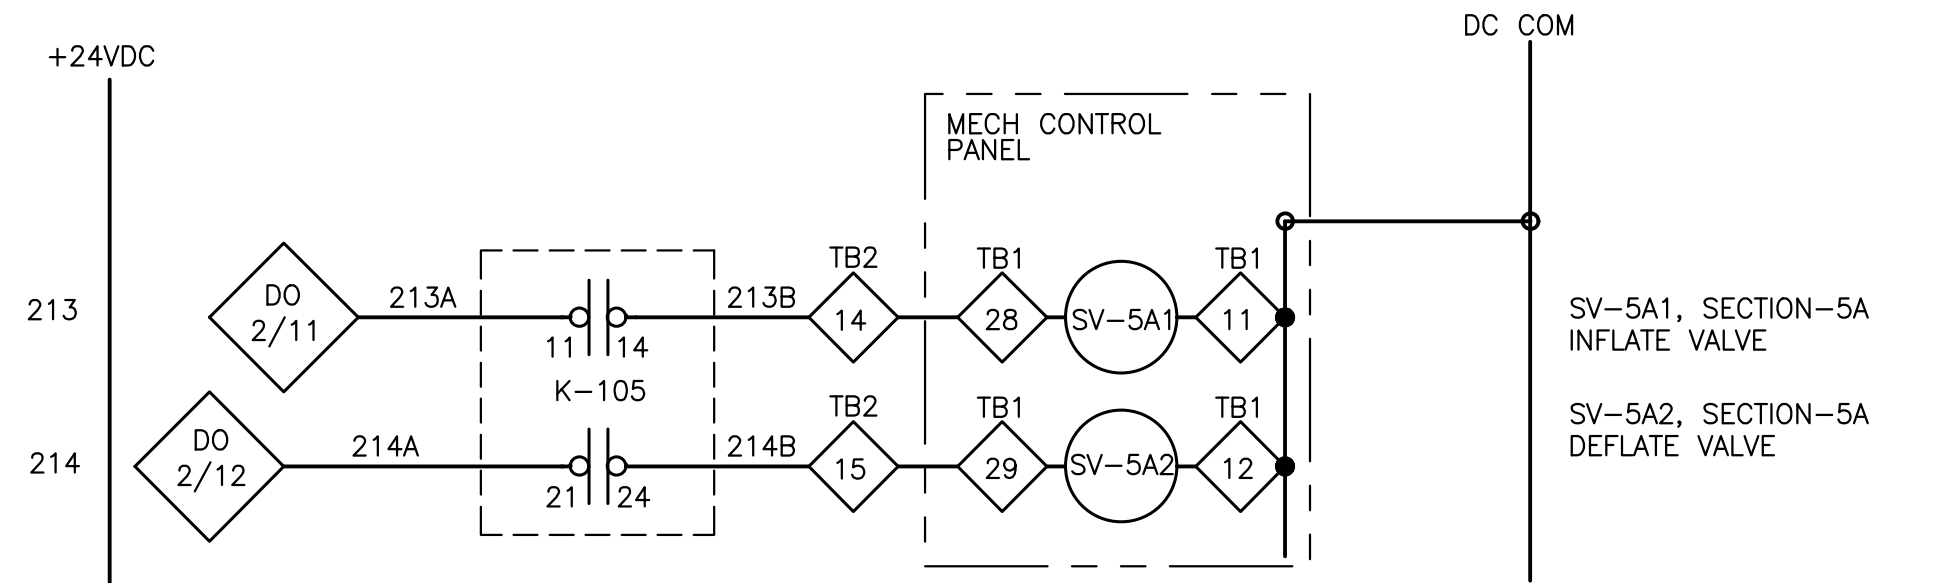 DC COM
+24VDC
MECH CONTROL
PANEL
TB2
TB1
TB1
213
DO
2/11
213A
11
14
213B
14
28
SV-5A1
11
SV-5A1, SECTION-5A
INFLATE VALVE
K-105
TB2
TB1
TB1
214
DO
2/12
214A
21
24
214B
15
29
SV-5A2
12
SV-5A2, SECTION-5A
DEFLATE VALVE